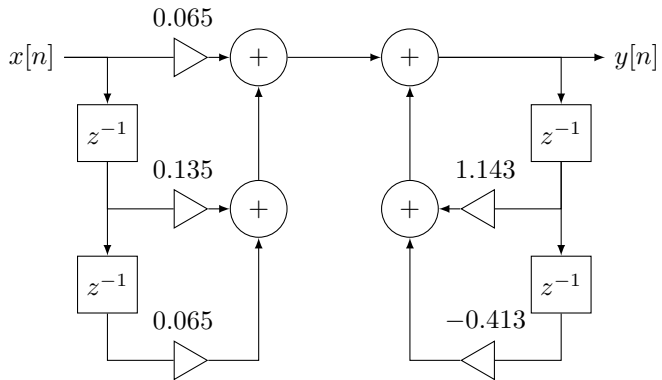 0.065
x[n] + + y[n]
z⁻¹ z⁻¹
0.135 1.143
+ +
z⁻¹ z⁻¹
0.065 −0.413